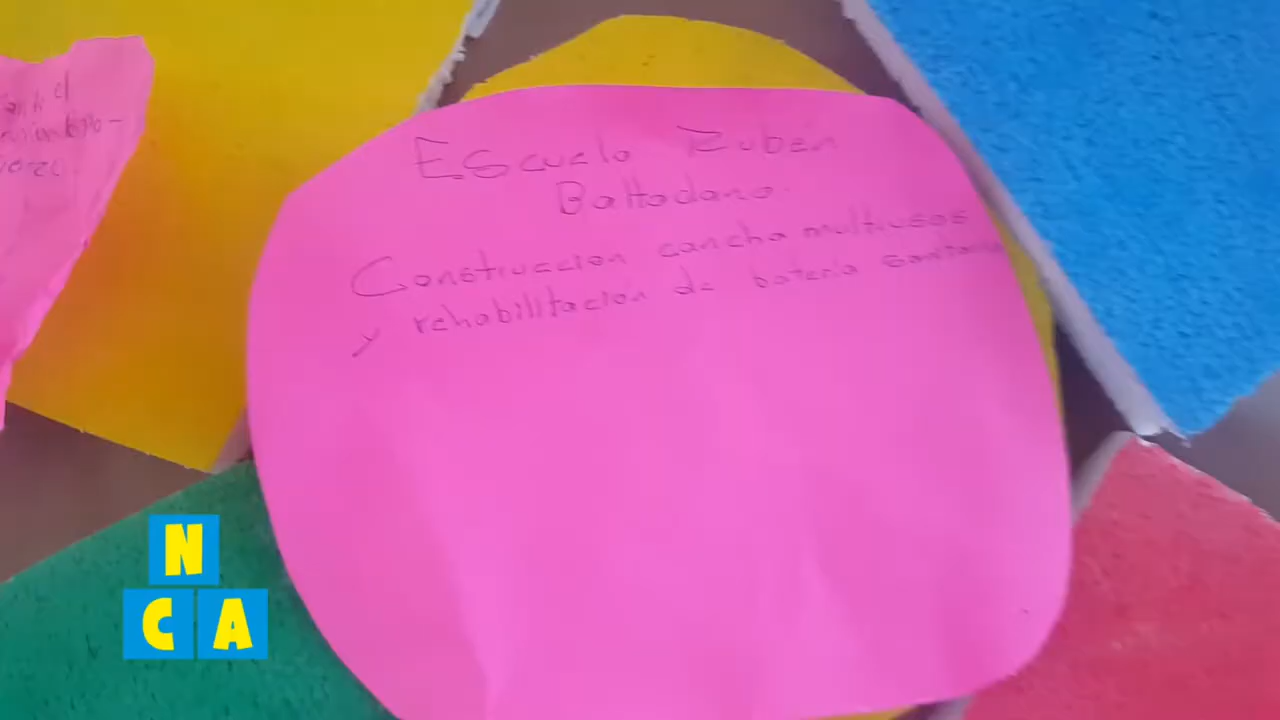 Escuela Ruben
Baltodano.
Construccion cancha multiusos
y rehabilitacion de bateria sanitaria
N
C A